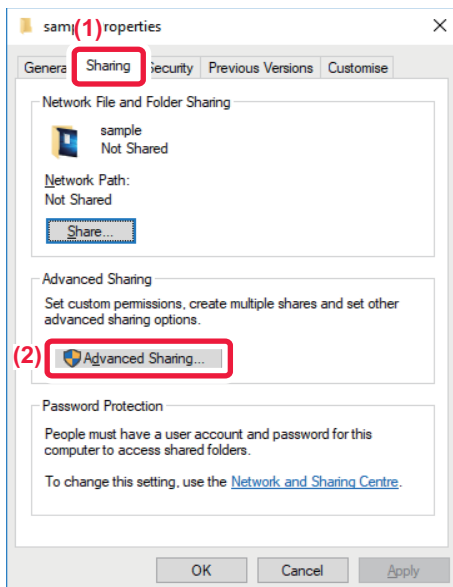 samp (1) roperties
General Sharing Security Previous Versions Customise
Network File and Folder Sharing
sample
Not Shared
Network Path:
Not Shared
Share...
Advanced Sharing
Set custom permissions, create multiple shares and set other
advanced sharing options.
(2) Advanced Sharing...
Password Protection
People must have a user account and password for this
computer to access shared folders.
To change this setting, use the Network and Sharing Centre.
OK Cancel Apply